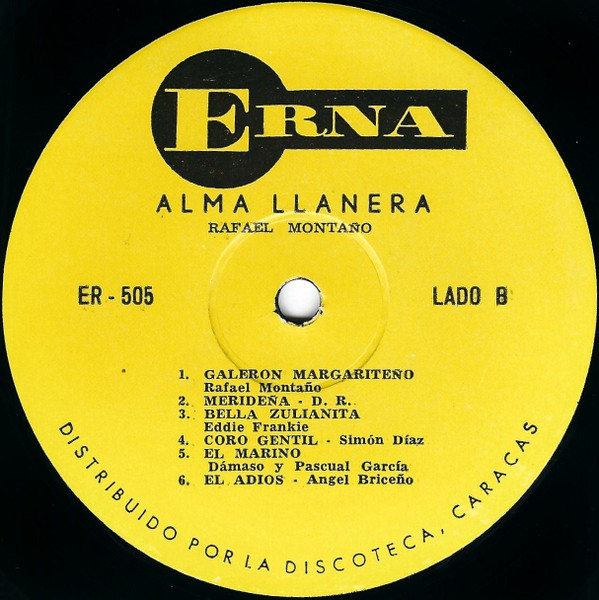 ERNA
ALMA LLANERA
RAFAEL MONTAÑO
ER - 505
LADO B
1. GALERON MARGARITEÑO
Rafael Montaño
2. MERIDEÑA - D. R.
3. BELLA ZULIANITA
Eddie Frankie
4. CORO GENTIL - Simón Díaz
5. EL MARINO
Dámaso y Pascual García
6. EL ADIOS - Angel Briceño
DISTRIBUIDO POR LA DISCOTECA, CARACAS